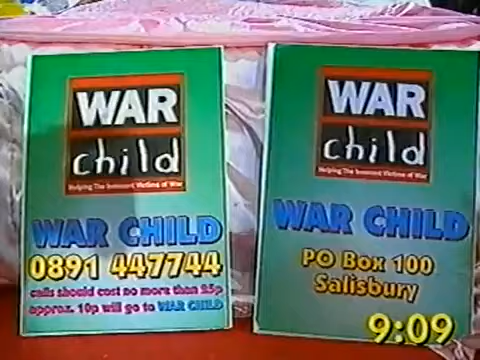 WAR
child
Helping The Innocent Victims of War
WAR CHILD
0891 447744
calls should cost no more than 25p
approx. 10p will go to WAR CHILD
WAR
child
Helping The Innocent Victims of War
WAR CHILD
PO Box 100
Salisbury
9:09